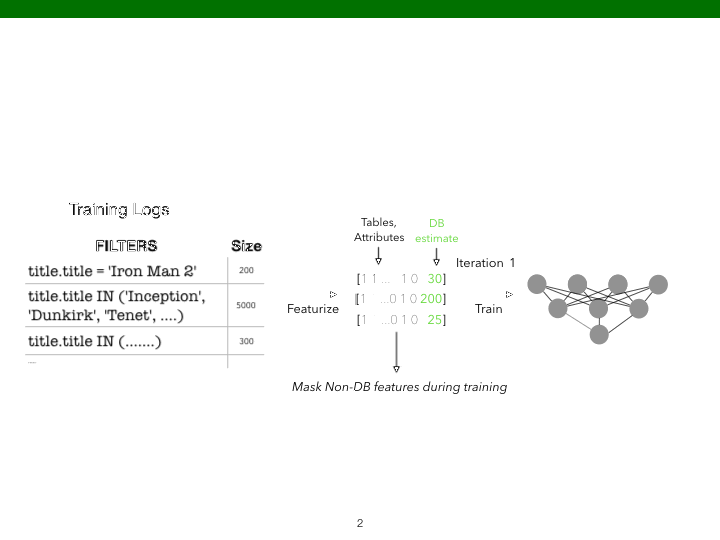 Training Logs
FILTERS Size
title.title = 'Iron Man 2' 200
title.title IN ('Inception',
'Dunkirk', 'Tenet', ....) 5000
title.title IN (.......) 300
...
Featurize
Tables,
Attributes
DB
estimate
[1 1 ... 1 0 30]
[1 ...0 1 0 200]
[1 ...0 1 0 25]
Mask Non-DB features during training
Iteration 1
Train
2